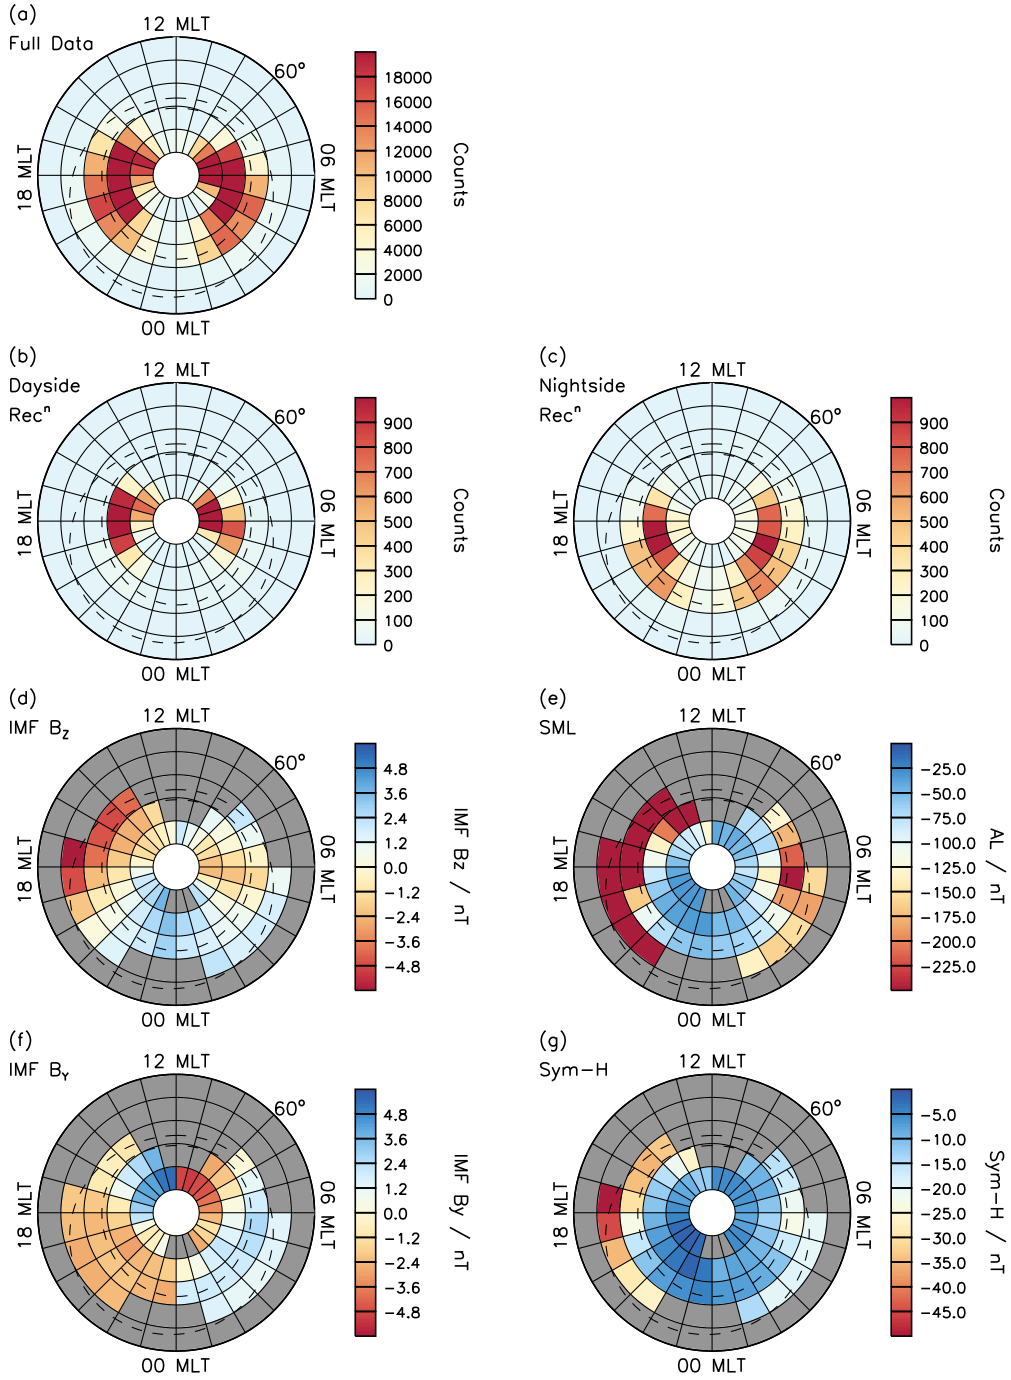 (a)
Full Data
12 MLT
60°
18 MLT
06 MLT
00 MLT
18000
16000
14000
12000
10000
8000
6000
4000
2000
0
Counts
(b)
Dayside
Recⁿ
12 MLT
60°
18 MLT
06 MLT
00 MLT
900
800
700
600
500
400
300
200
100
0
Counts
(c)
Nightside
Recⁿ
12 MLT
60°
18 MLT
06 MLT
00 MLT
900
800
700
600
500
400
300
200
100
0
Counts
(d)
IMF B_Z
12 MLT
60°
18 MLT
06 MLT
00 MLT
4.8
3.6
2.4
1.2
0.0
−1.2
−2.4
−3.6
−4.8
IMF Bz / nT
(e)
SML
12 MLT
60°
18 MLT
06 MLT
00 MLT
−25.0
−50.0
−75.0
−100.0
−125.0
−150.0
−175.0
−200.0
−225.0
AL / nT
(f)
IMF B_Y
12 MLT
60°
18 MLT
06 MLT
00 MLT
4.8
3.6
2.4
1.2
0.0
−1.2
−2.4
−3.6
−4.8
IMF By / nT
(g)
Sym−H
12 MLT
60°
18 MLT
06 MLT
00 MLT
−5.0
−10.0
−15.0
−20.0
−25.0
−30.0
−35.0
−40.0
−45.0
Sym−H / nT